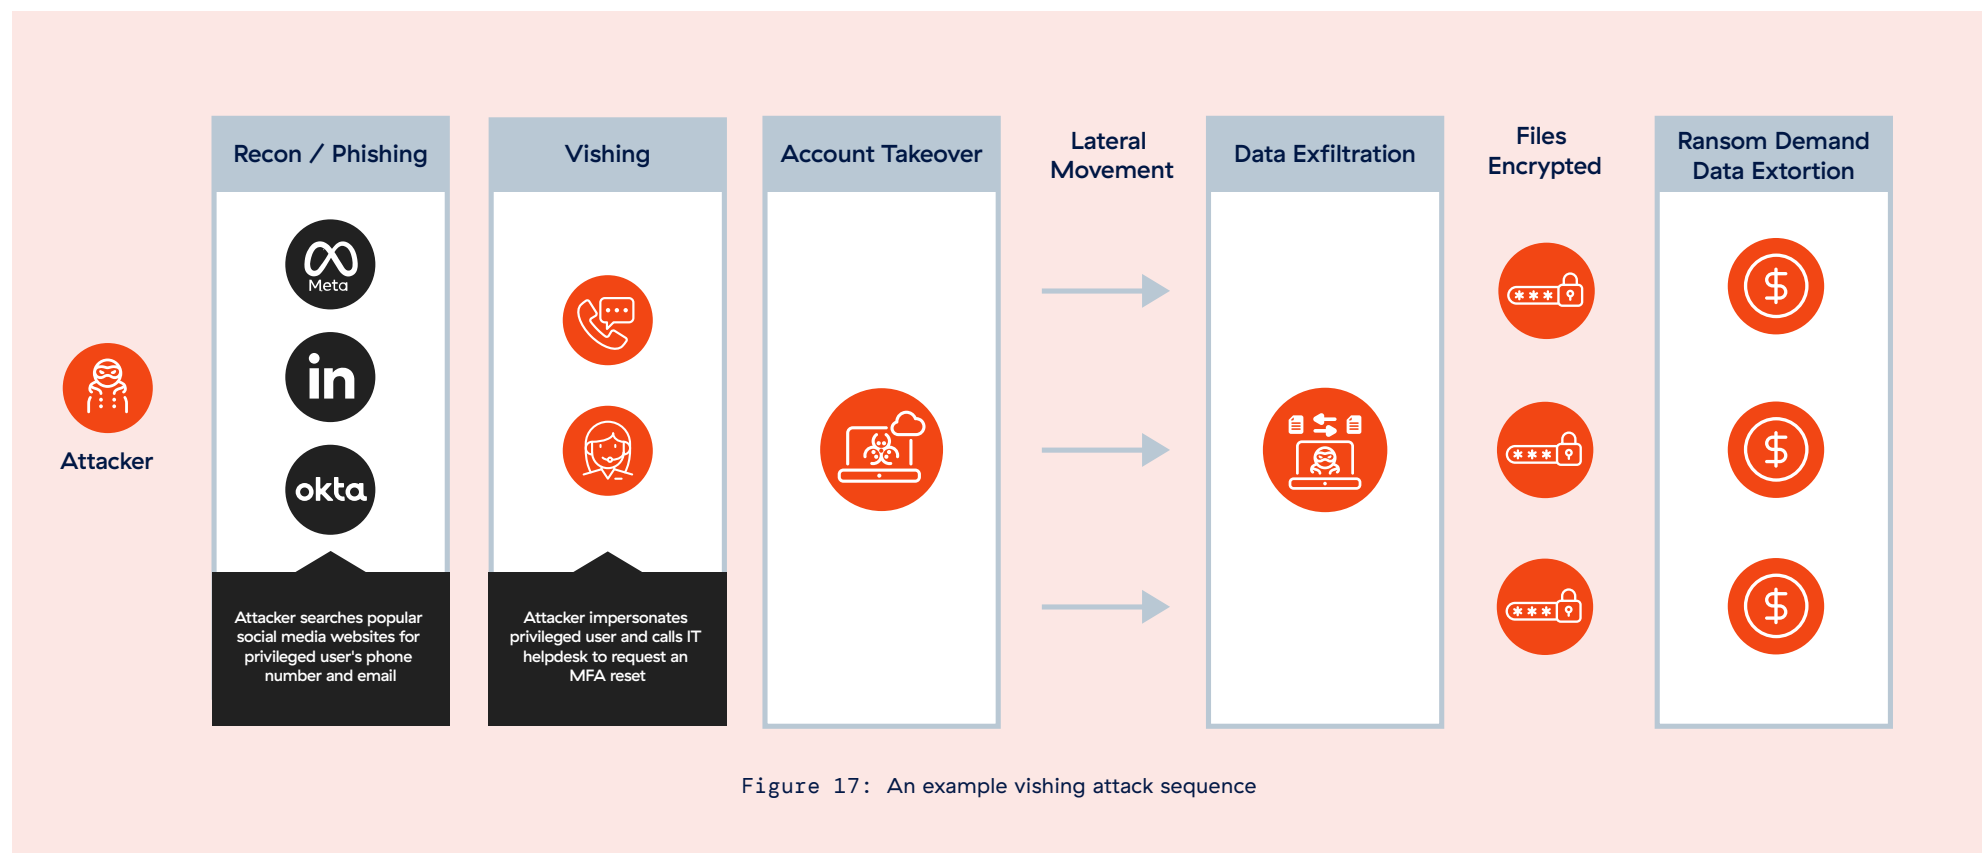 Attacker
Recon / Phishing
Meta
in
okta
Attacker searches popular
social media websites for
privileged user's phone
number and email
Vishing
Attacker impersonates
privileged user and calls IT
helpdesk to request an
MFA reset
Account Takeover
Lateral
Movement
Data Exfiltration
Files
Encrypted
***
***
***
Ransom Demand
Data Extortion
$
$
$
Figure 17: An example vishing attack sequence